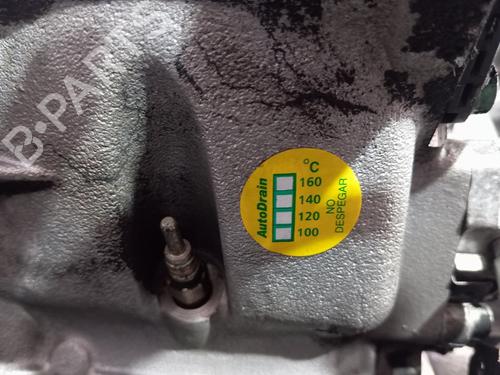 B-PARTS
AutoDrain
°C
160
140
120
100
NO
DESPEGAR